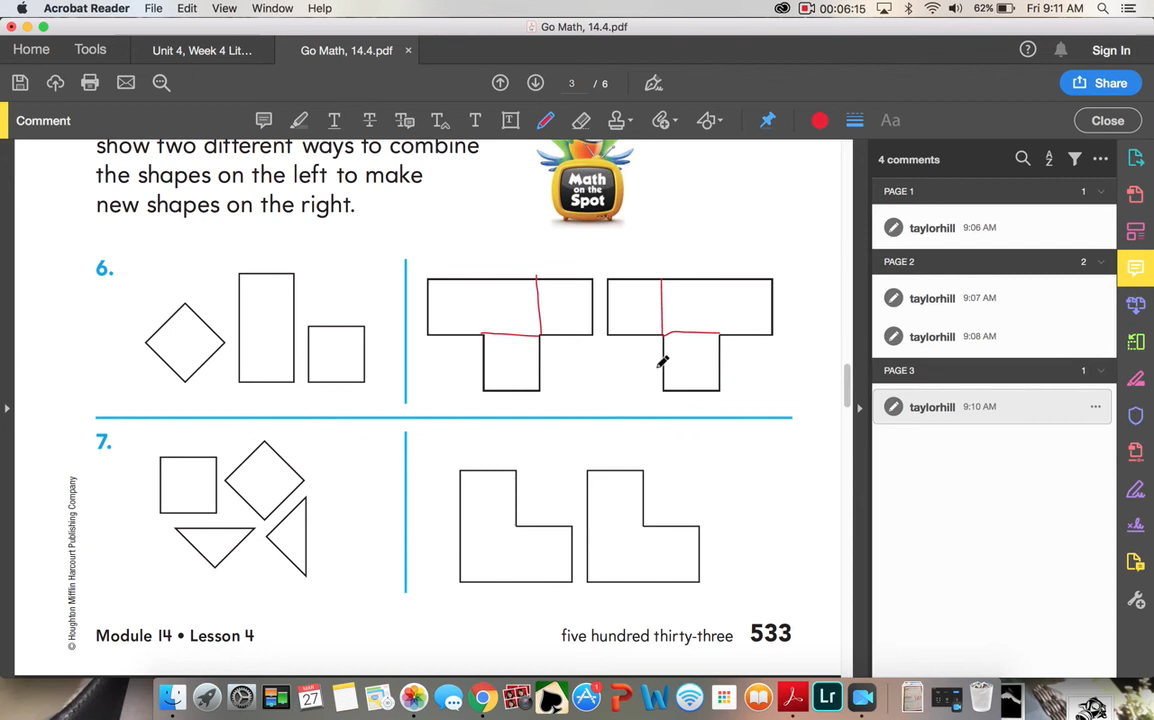 Acrobat Reader File Edit View Window Help 00:06:15 62% Fri 9:11 AM
Go Math, 14.4.pdf
Home Tools Unit 4, Week 4 Lit... Go Math, 14.4.pdf × Sign In
3 / 6 Share
Comment Aa Close
show two different ways to combine
the shapes on the left to make
new shapes on the right.
Math
on the
Spot
6.
7.
© Houghton Mifflin Harcourt Publishing Company
Module 14 • Lesson 4 five hundred thirty-three 533
4 comments
PAGE 1 1
taylorhill 9:06 AM
PAGE 2 2
taylorhill 9:07 AM
taylorhill 9:08 AM
PAGE 3 1
taylorhill 9:10 AM
MAR
27
Lr